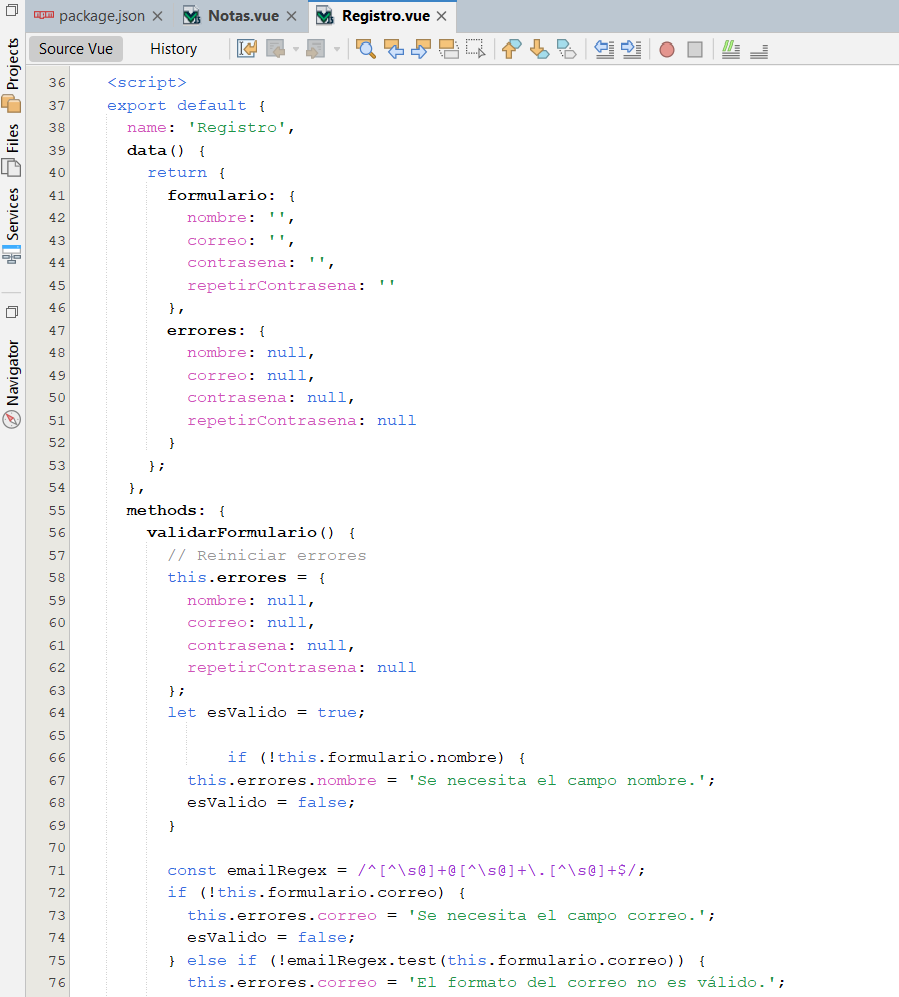 package.json
Notas.vue
Registro.vue
Source Vue
History
Projects
Files
Services
Navigator
36 <script>
37 export default {
38 name: 'Registro',
39 data() {
40 return {
41 formulario: {
42 nombre: '',
43 correo: '',
44 contrasena: '',
45 repetirContrasena: ''
46 },
47 errores: {
48 nombre: null,
49 correo: null,
50 contrasena: null,
51 repetirContrasena: null
52 }
53 };
54 },
55 methods: {
56 validarFormulario() {
57 // Reiniciar errores
58 this.errores = {
59 nombre: null,
60 correo: null,
61 contrasena: null,
62 repetirContrasena: null
63 };
64 let esValido = true;
65
66 if (!this.formulario.nombre) {
67 this.errores.nombre = 'Se necesita el campo nombre.';
68 esValido = false;
69 }
70
71 const emailRegex = /^[^\s@]+@[^\s@]+\.[^\s@]+$/;
72 if (!this.formulario.correo) {
73 this.errores.correo = 'Se necesita el campo correo.';
74 esValido = false;
75 } else if (!emailRegex.test(this.formulario.correo)) {
76 this.errores.correo = 'El formato del correo no es válido.';